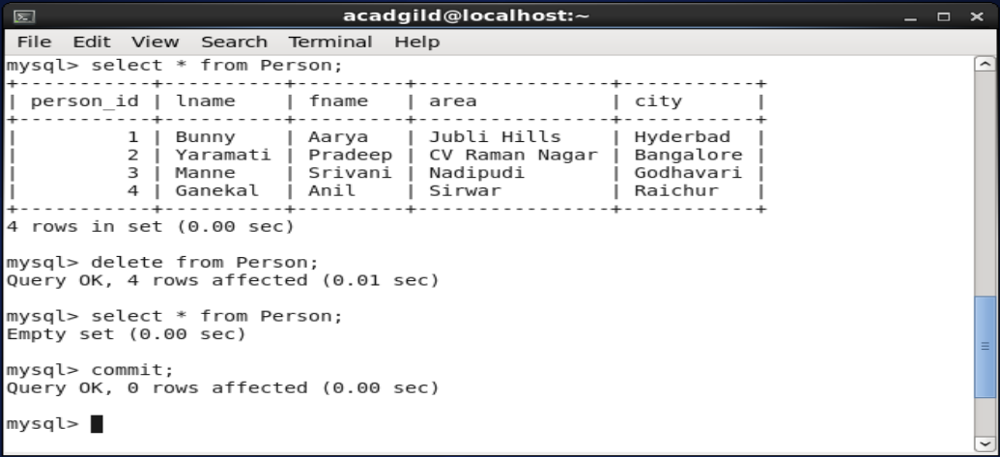 acadgild@localhost:~
File Edit View Search Terminal Help
mysql> select * from Person;
+-----------+----------+---------+----------------+-----------+
| person_id | lname    | fname   | area           | city      |
+-----------+----------+---------+----------------+-----------+
|         1 | Bunny    | Aarya   | Jubli Hills    | Hyderbad  |
|         2 | Yaramati | Pradeep | CV Raman Nagar | Bangalore |
|         3 | Manne    | Srivani | Nadipudi       | Godhavari |
|         4 | Ganekal  | Anil    | Sirwar         | Raichur   |
+-----------+----------+---------+----------------+-----------+
4 rows in set (0.00 sec)
mysql> delete from Person;
Query OK, 4 rows affected (0.01 sec)
mysql> select * from Person;
Empty set (0.00 sec)
mysql> commit;
Query OK, 0 rows affected (0.00 sec)
mysql>